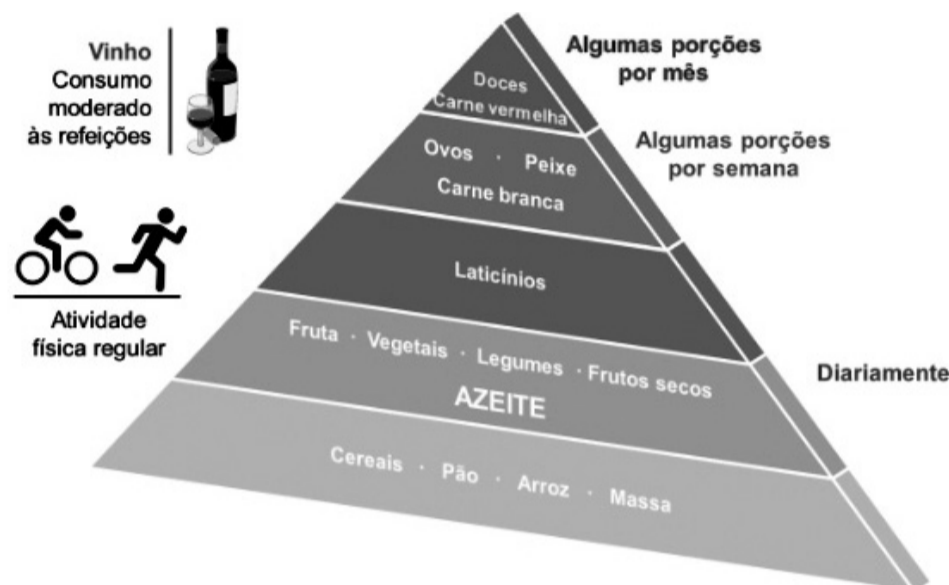 Vinho
Consumo
moderado
às refeições
Atividade
física regular
Doces
Carne vermelha
Ovos · Peixe
Carne branca
Laticínios
Fruta · Vegetais · Legumes · Frutos secos
AZEITE
Cereais · Pão · Arroz · Massa
Algumas porções
por mês
Algumas porções
por semana
Diariamente